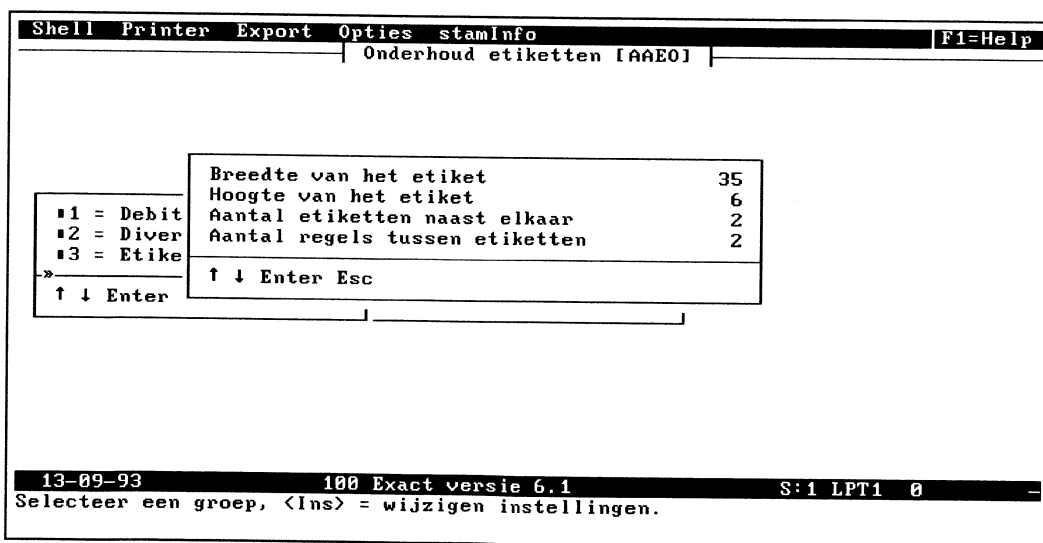 Shell Printer Export Opties stamInfo F1=Help
Onderhoud etiketten [AAEO]
Breedte van het etiket 35
Hoogte van het etiket 6
Aantal etiketten naast elkaar 2
Aantal regels tussen etiketten 2
↑ ↓ Enter Esc
1 = Debit
2 = Diver
3 = Etike
»
↑ ↓ Enter
13-09-93 100 Exact versie 6.1 S:1 LPT1 0 _
Selecteer een groep, <Ins> = wijzigen instellingen.